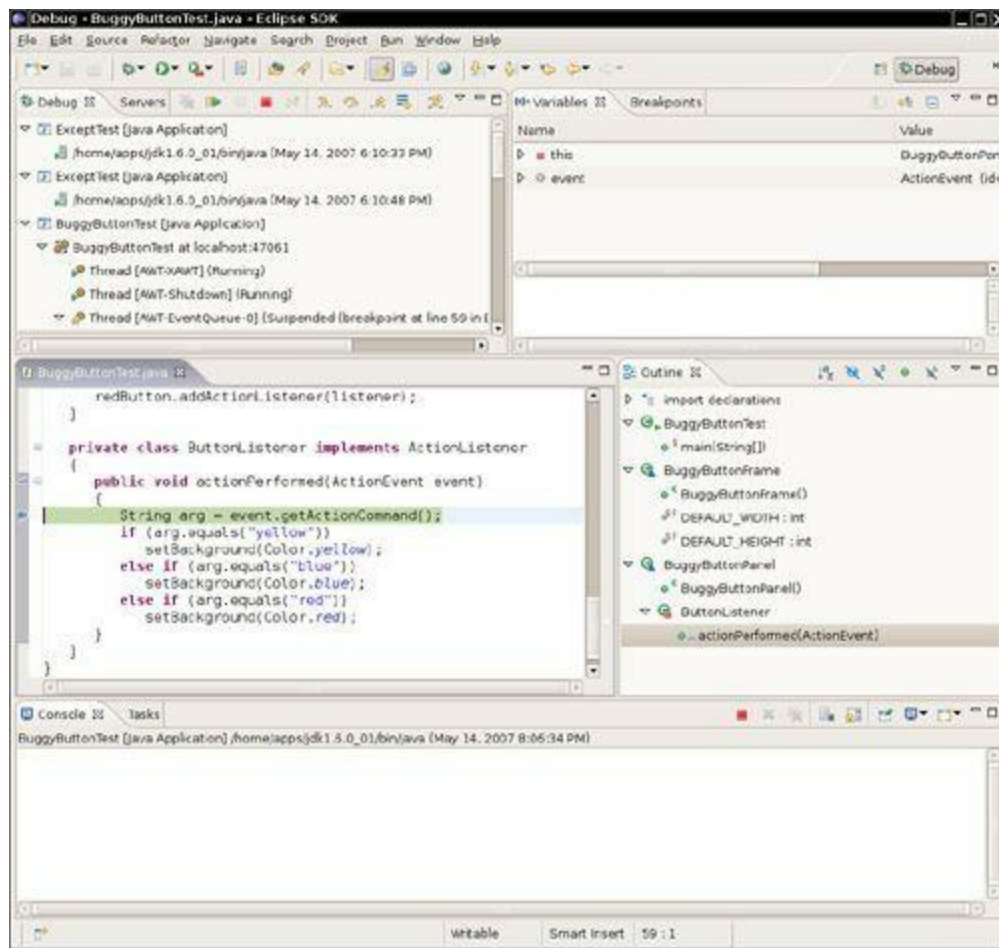 Debug - BuggyButtonTest.java - Eclipse SDK
File Edit Source Refactor Navigate Search Project Run Window Help
Debug
Debug Servers
ExceptTest [Java Application]
/home/apps/jdk1.6.0_01/bin/java (May 14, 2007 6:10:33 PM)
ExceptTest [Java Application]
/home/apps/jdk1.6.0_01/bin/java (May 14, 2007 6:10:48 PM)
BuggyButtonTest [Java Application]
BuggyButtonTest at localhost:47061
Thread [AWT-XAWT] (Running)
Thread [AWT-Shutdown] (Running)
Thread [AWT-EventQueue-0] (Suspended (breakpoint at line 59 in
Variables Breakpoints
Name Value
this BuggyButtonPan
event ActionEvent (id=
BuggyButtonTest.java
redButton.addActionListener(listener);
}
private class ButtonListener implements ActionListener
{
public void actionPerformed(ActionEvent event)
{
String arg = event.getActionCommand();
if (arg.equals("yellow"))
setBackground(Color.yellow);
else if (arg.equals("blue"))
setBackground(Color.blue);
else if (arg.equals("red"))
setBackground(Color.red);
}
}
}
Outline
import declarations
BuggyButtonTest
main(String[])
BuggyButtonFrame
BuggyButtonFrame()
DEFAULT_WIDTH : int
DEFAULT_HEIGHT : int
BuggyButtonPanel
BuggyButtonPanel()
ButtonListener
actionPerformed(ActionEvent)
Console Tasks
BuggyButtonTest [Java Application] /home/apps/jdk1.6.0_01/bin/java (May 14, 2007 8:06:34 PM)
Writable Smart Insert 59 : 1